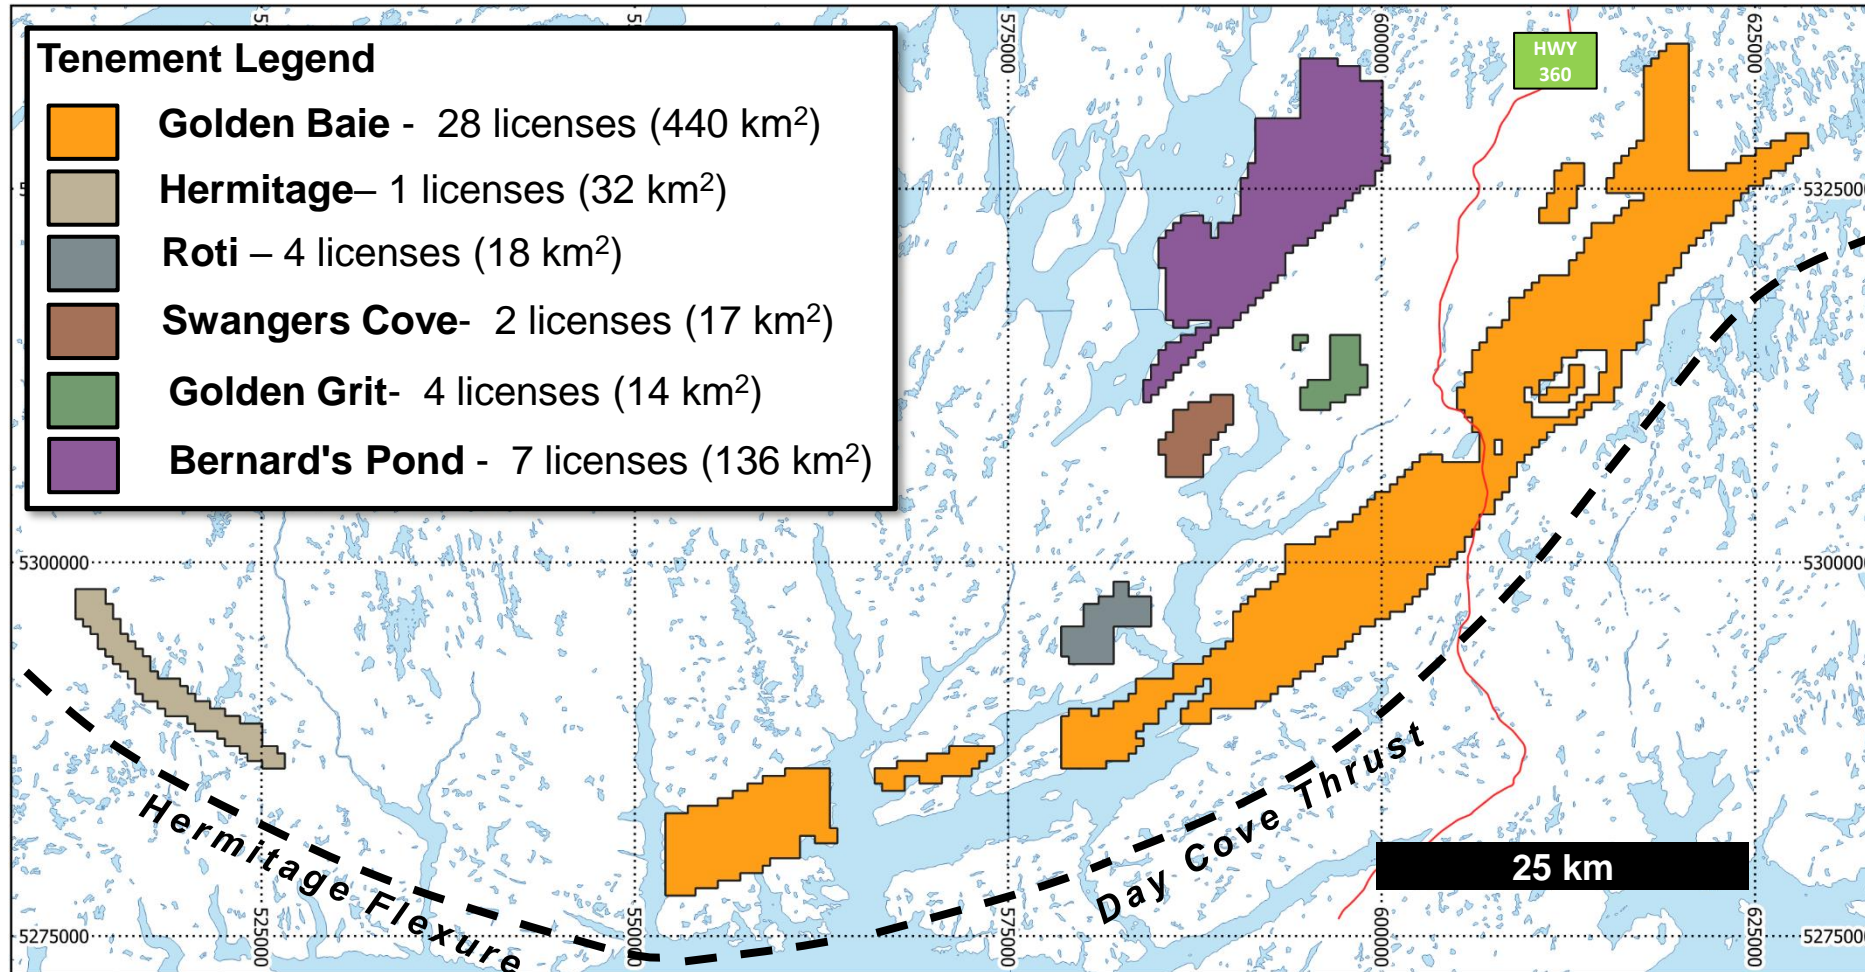 Tenement Legend
Golden Baie - 28 licenses (440 km²)
Hermitage– 1 licenses (32 km²)
Roti – 4 licenses (18 km²)
Swangers Cove- 2 licenses (17 km²)
Golden Grit- 4 licenses (14 km²)
Bernard's Pond - 7 licenses (136 km²)
575000
600000
625000
HWY
360
5325000
5300000
5300000
Hermitage Flexure
Day Cove Thrust
25 km
5275000
525000
550000
575000
600000
625000
5275000